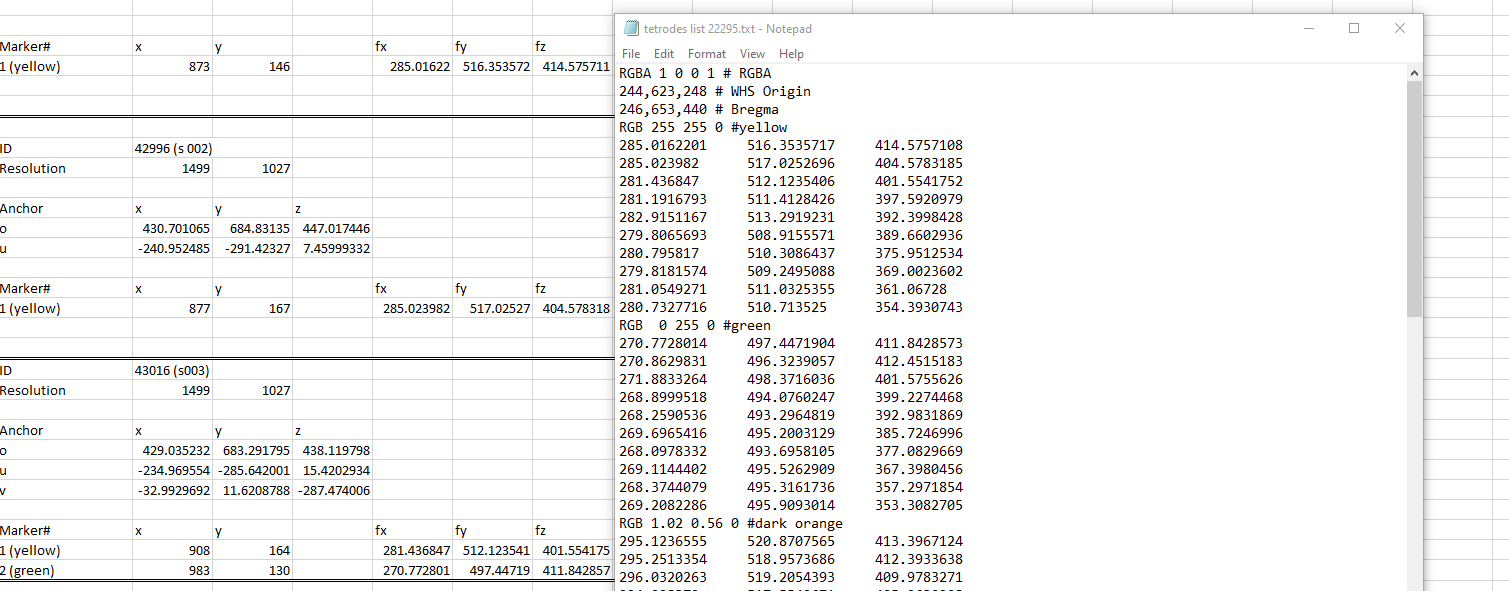 Marker# x y fx fy fz
1 (yellow) 873 146 285.01622 516.353572 414.575711
ID 42996 (s 002)
Resolution 1499 1027
Anchor x y z
o 430.701065 684.83135 447.017446
u -240.952485 -291.42327 7.45999332
Marker# x y fx fy fz
1 (yellow) 877 167 285.023982 517.02527 404.578318
ID 43016 (s003)
Resolution 1499 1027
Anchor x y z
o 429.035232 683.291795 438.119798
u -234.969554 -285.642001 15.4202934
v -32.9929692 11.6208788 -287.474006
Marker# x y fx fy fz
1 (yellow) 908 164 281.436847 512.123541 401.554175
2 (green) 983 130 270.772801 497.44719 411.842857
tetrodes list 22295.txt - Notepad
File Edit Format View Help
RGBA 1 0 0 1 # RGBA
244,623,248 # WHS Origin
246,653,440 # Bregma
RGB 255 255 0 #yellow
285.0162201 516.3535717 414.5757108
285.023982 517.0252696 404.5783185
281.436847 512.1235406 401.5541752
281.1916793 511.4128426 397.5920979
282.9151167 513.2919231 392.3998428
279.8065693 508.9155571 389.6602936
280.795817 510.3086437 375.9512534
279.8181574 509.2495088 369.0023602
281.0549271 511.0325355 361.06728
280.7327716 510.713525 354.3930743
RGB  0 255 0 #green
270.7728014 497.4471904 411.8428573
270.8629831 496.3239057 412.4515183
271.8833264 498.3716036 401.5755626
268.8999518 494.0760247 399.2274468
268.2590536 493.2964819 392.9831869
269.6965416 495.2003129 385.7246996
268.0978332 493.6958105 377.0829669
269.1144402 495.5262909 367.3980456
268.3744079 495.3161736 357.2971854
269.2082286 495.9093014 353.3082705
RGB 1.02 0.56 0 #dark orange
295.1236555 520.8707565 413.3967124
295.2513354 518.9573686 412.3933638
296.0320263 519.2054393 409.9783271